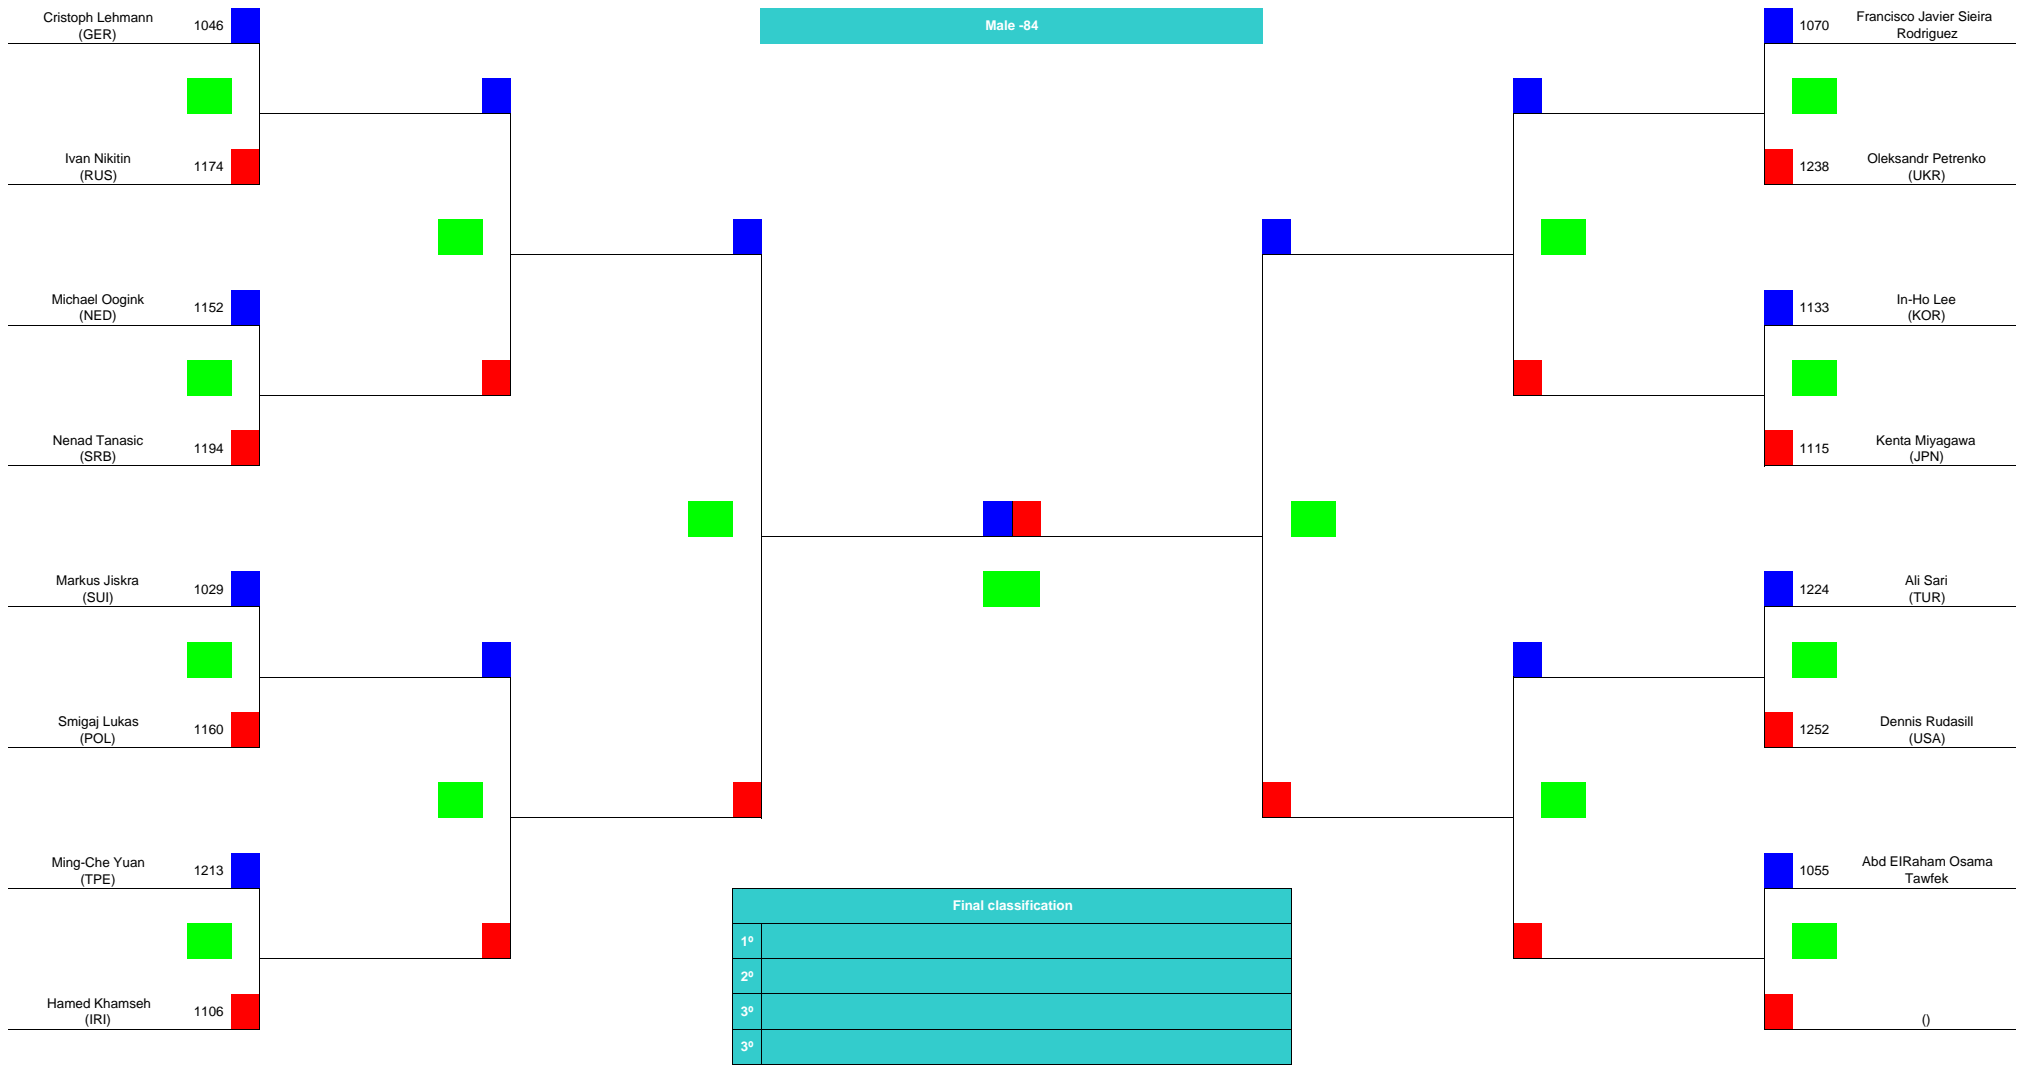 Male -84
Cristoph Lehmann
(GER)
1046
Ivan Nikitin
(RUS)
1174
Michael Oogink
(NED)
1152
Nenad Tanasic
(SRB)
1194
Markus Jiskra
(SUI)
1029
Smigaj Lukas
(POL)
1160
Ming-Che Yuan
(TPE)
1213
Hamed Khamseh
(IRI)
1106
1070
Francisco Javier Sieira
Rodriguez
1238
Oleksandr Petrenko
(UKR)
1133
In-Ho Lee
(KOR)
1115
Kenta Miyagawa
(JPN)
1224
Ali Sari
(TUR)
1252
Dennis Rudasill
(USA)
1055
Abd ElRaham Osama
Tawfek
()
Final classification
1º
2º
3º
3º